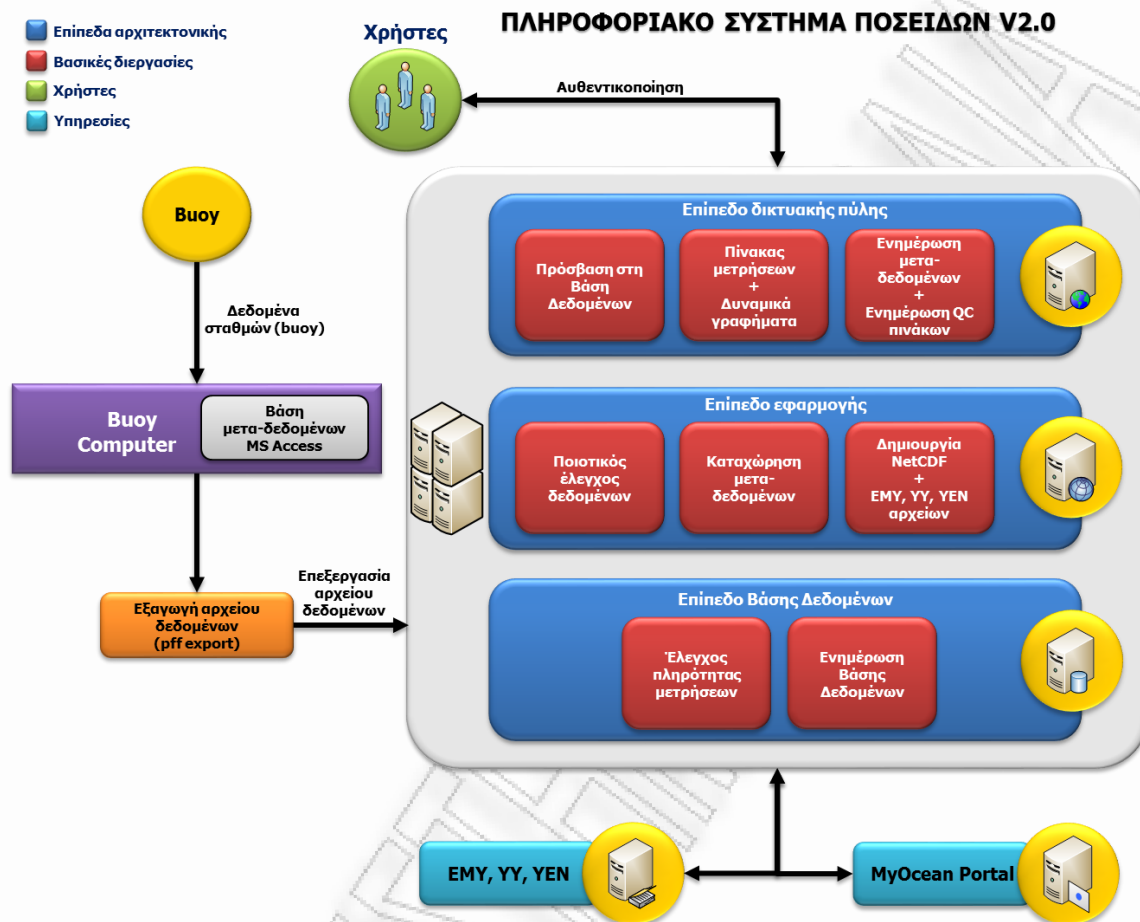 ΠΛΗΡΟΦΟΡΙΑΚΟ ΣΥΣΤΗΜΑ ΠΟΣΕΙΔΩΝ V2.0
Επίπεδα αρχιτεκτονικής
Βασικές διεργασίες
Χρήστες
Υπηρεσίες
Χρήστες
Αυθεντικοποίηση
Buoy
Δεδομένα
σταθμών (buoy)
Buoy
Computer
Βάση
μετα-δεδομένων
MS Access
Εξαγωγή αρχείου
δεδομένων
(pff export)
Επεξεργασία
αρχείου
δεδομένων
Επίπεδο δικτυακής πύλης
Πρόσβαση στη
Βάση
Δεδομένων
Πίνακας
μετρήσεων
+
Δυναμικά
γραφήματα
Ενημέρωση
μετα-
δεδομένων
+
Ενημέρωση QC
πινάκων
Επίπεδο εφαρμογής
Ποιοτικός
έλεγχος
δεδομένων
Καταχώρηση
μετα-
δεδομένων
Δημιουργία
NetCDF
+
ΕΜΥ, ΥΥ, ΥΕΝ
αρχείων
Επίπεδο Βάσης Δεδομένων
Έλεγχος
πληρότητας
μετρήσεων
Ενημέρωση
Βάσης
Δεδομένων
ΕΜΥ, ΥΥ, ΥΕΝ
MyOcean Portal